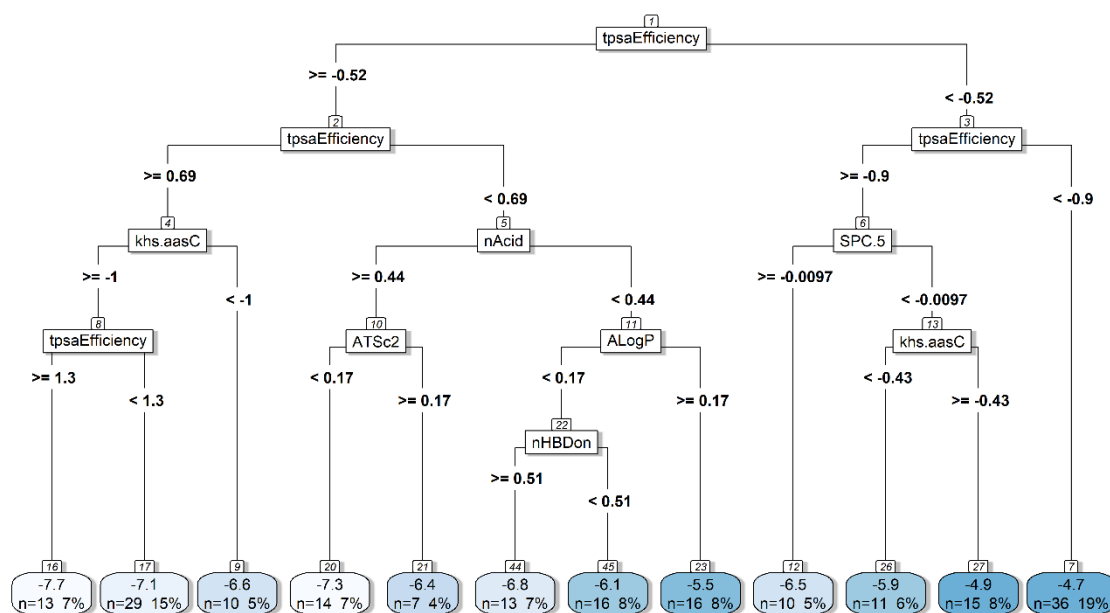 1
tpsaEfficiency
>= -0.52
< -0.52
2
3
tpsaEfficiency
tpsaEfficiency
>= 0.69
< 0.69
>= -0.9
< -0.9
4
5
6
khs.aasC
nAcid
SPC.5
>= -1
< -1
>= 0.44
< 0.44
>= -0.0097
< -0.0097
8
10
11
13
tpsaEfficiency
ATSc2
ALogP
khs.aasC
>= 1.3
< 1.3
< 0.17
>= 0.17
< 0.17
>= 0.17
< -0.43
>= -0.43
22
nHBDon
>= 0.51
< 0.51
16
17
9
20
21
44
45
23
12
26
27
7
-7.7
-7.1
-6.6
-7.3
-6.4
-6.8
-6.1
-5.5
-6.5
-5.9
-4.9
-4.7
n=13 7%
n=29 15%
n=10 5%
n=14 7%
n=7 4%
n=13 7%
n=16 8%
n=16 8%
n=10 5%
n=11 6%
n=15 8%
n=36 19%